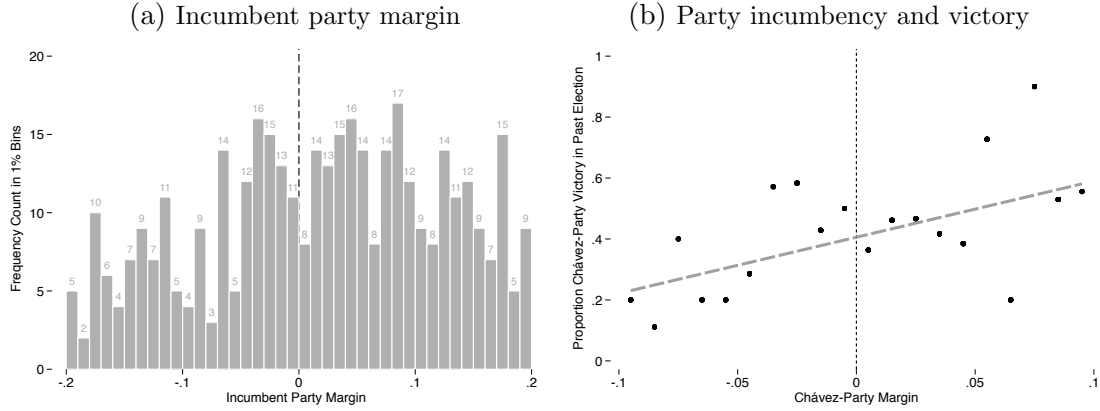 (a) Incumbent party margin
Frequency Count in 1% Bins
20
15
10
5
0
5 2 10 6 4 7 9 7 11 5 4 9 3 14 5 12 16 15 13 11 8 14 13 15 16 14 8 14 17 12 9 8 14 11 12 9 7 15 5 9
-.2 -.1 0 .1 .2
Incumbent Party Margin
(b) Party incumbency and victory
Proportion Chávez-Party Victory in Past Election
1
.8
.6
.4
.2
0
-.1 -.05 0 .05 .1
Chávez-Party Margin